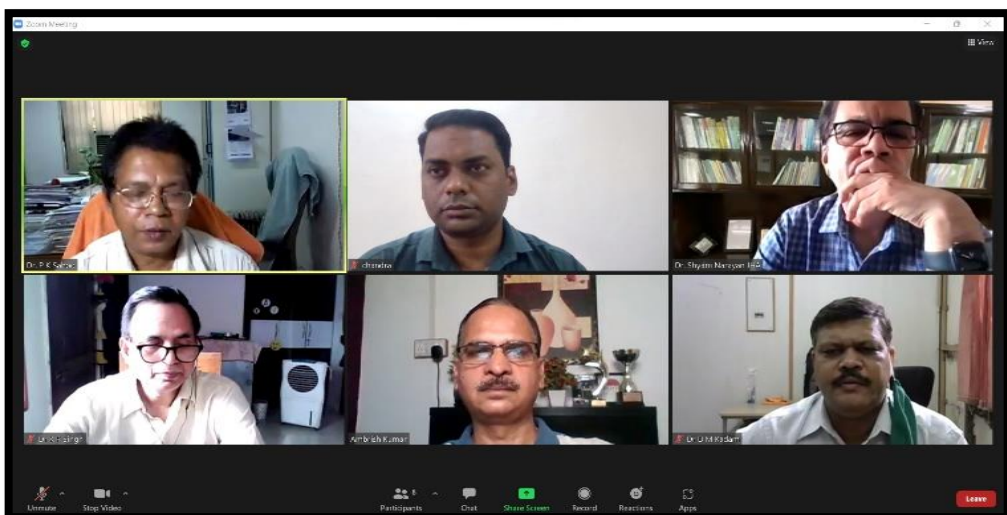 Zoom Meeting
View
Dr. P K Sahoo
chandra
Dr. Shyam Narayan Jha
Dr. K K Singh
Ambrish Kumar
Dr D M Kadam
Unmute
Stop Video
Participants
Chat
Share Screen
Record
Reactions
Apps
Leave